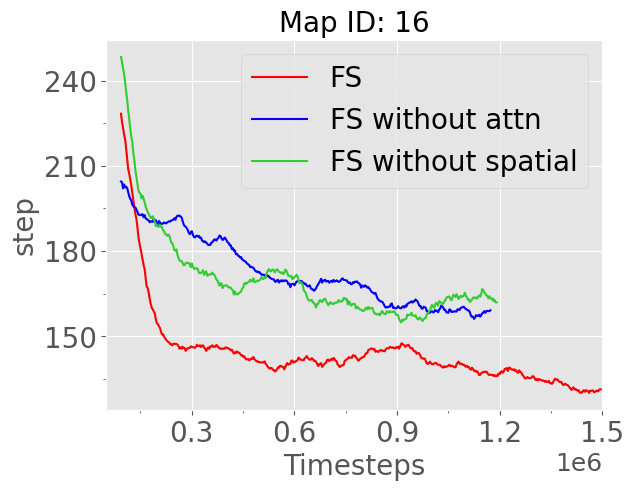 Map ID: 16
FS
FS without attn
FS without spatial
240
210
180
150
step
0.3 0.6 0.9 1.2 1.5
Timesteps
1e6